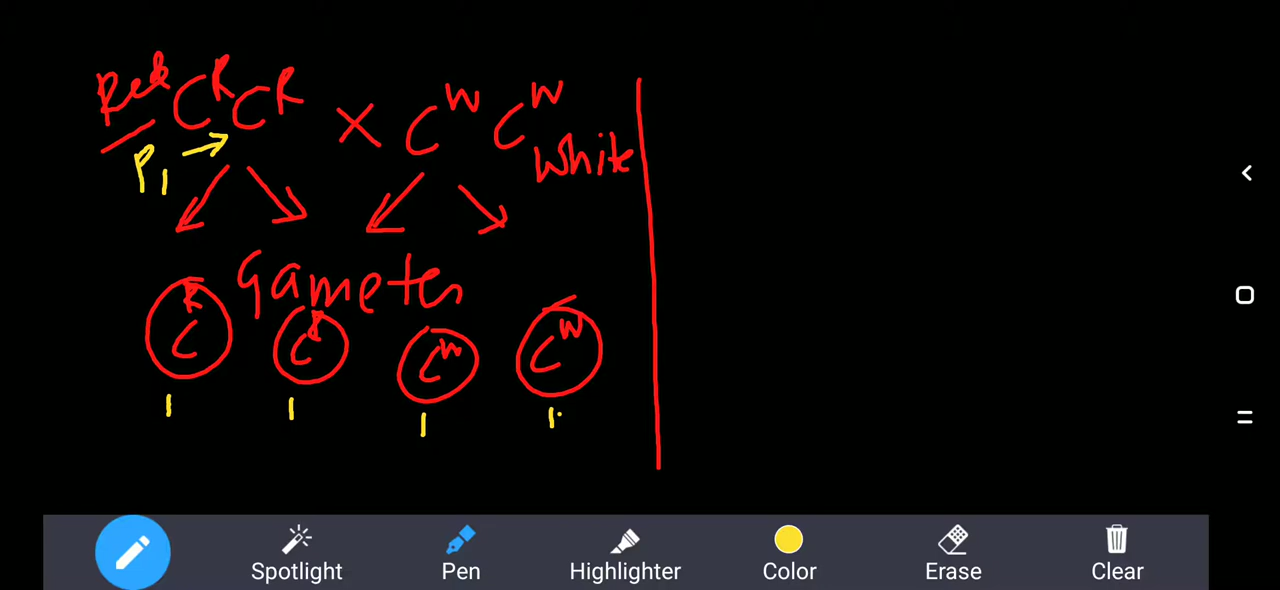 Red C^R C^R × C^W C^W
P1 → White
Gametes
C^R C^R C^W C^W
1 1 1 1
Spotlight Pen Highlighter Color Erase Clear